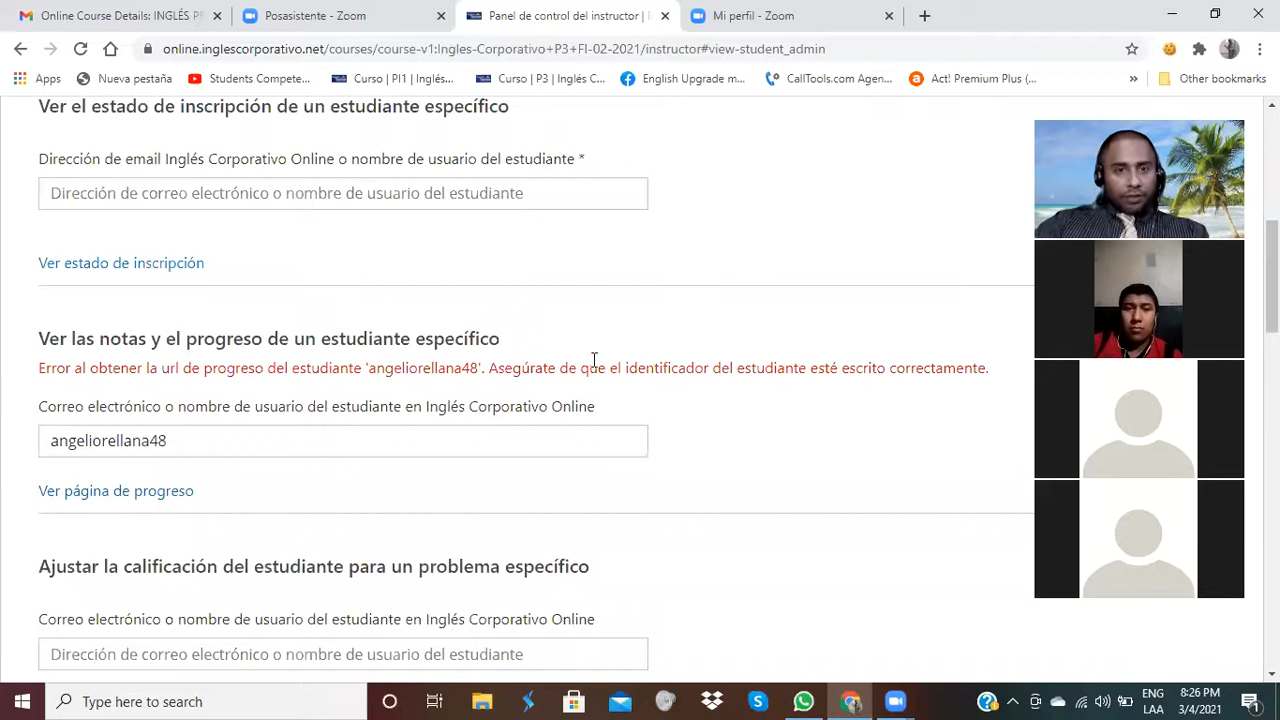 Online Course Details: INGLÉS P
Posasistente - Zoom
Panel de control del instructor |
Mi perfil - Zoom
online.inglescorporativo.net/courses/course-v1:Ingles-Corporativo+P3+FI-02-2021/instructor#view-student_admin
Apps
Nueva pestaña
Students Compete...
Curso | PI1 | Inglés...
Curso | P3 | Inglés C...
English Upgrade m...
CallTools.com Agen...
Act! Premium Plus (...
»
Other bookmarks
Ver el estado de inscripción de un estudiante específico
Dirección de email Inglés Corporativo Online o nombre de usuario del estudiante *
Dirección de correo electrónico o nombre de usuario del estudiante
Ver estado de inscripción
Ver las notas y el progreso de un estudiante específico
Error al obtener la url de progreso del estudiante 'angeliorellana48'. Asegúrate de que el identificador del estudiante esté escrito correctamente.
Correo electrónico o nombre de usuario del estudiante en Inglés Corporativo Online
angeliorellana48
Ver página de progreso
Ajustar la calificación del estudiante para un problema específico
Correo electrónico o nombre de usuario del estudiante en Inglés Corporativo Online
Dirección de correo electrónico o nombre de usuario del estudiante
Type here to search
ENG
LAA
8:26 PM
3/4/2021
1